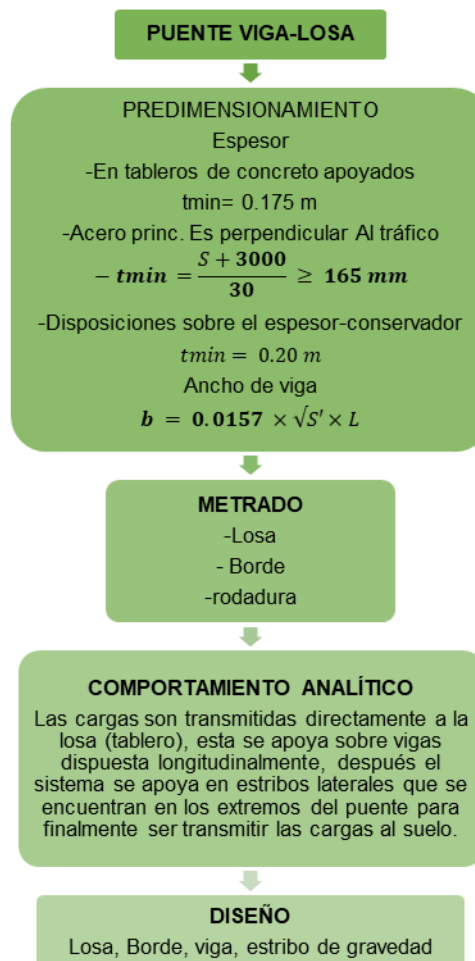 PUENTE VIGA-LOSA
PREDIMENSIONAMIENTO
Espesor
-En tableros de concreto apoyados
tmin= 0.175 m
-Acero princ. Es perpendicular Al tráfico
− tmin = \frac{S + 3000}{30} ≥ 165 mm
-Disposiciones sobre el espesor-conservador
tmin = 0.20 m
Ancho de viga
b = 0.0157 × √S′ × L
METRADO
-Losa
- Borde
-rodadura
COMPORTAMIENTO ANALÍTICO
Las cargas son transmitidas directamente a la
losa (tablero), esta se apoya sobre vigas
dispuesta longitudinalmente, después el
sistema se apoya en estribos laterales que se
encuentran en los extremos del puente para
finalmente ser transmitir las cargas al suelo.
DISEÑO
Losa, Borde, viga, estribo de gravedad